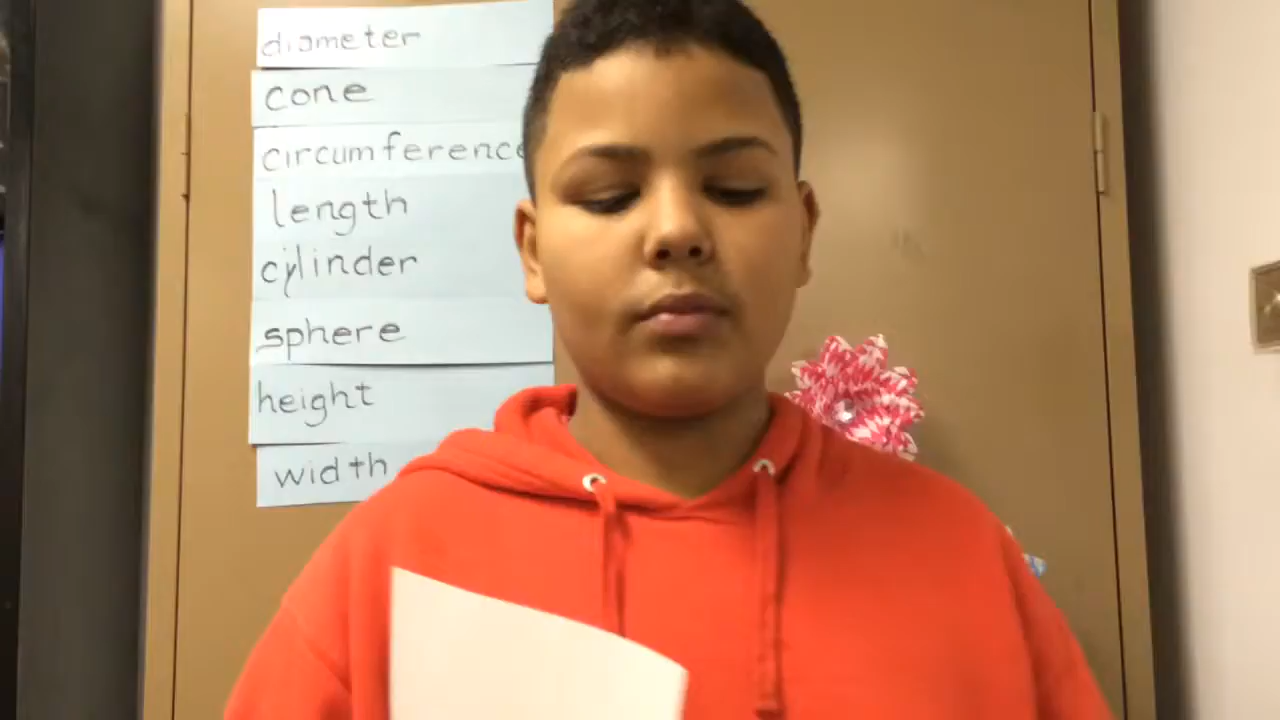 diameter
cone
circumference
length
cylinder
sphere
height
width